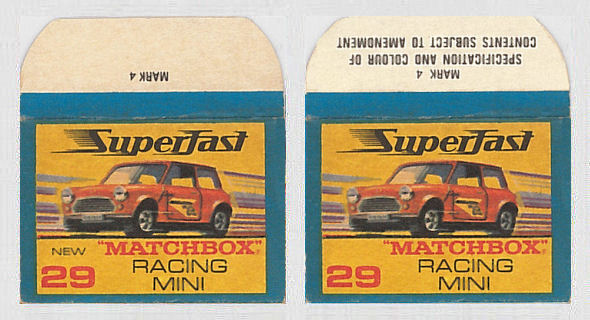 MARK 4
Superfast
NEW "MATCHBOX"
29 RACING
MINI
MARK 4
SPECIFICATION AND COLOUR OF
CONTENTS SUBJECT TO AMENDMENT
Superfast
"MATCHBOX"
29 RACING
MINI